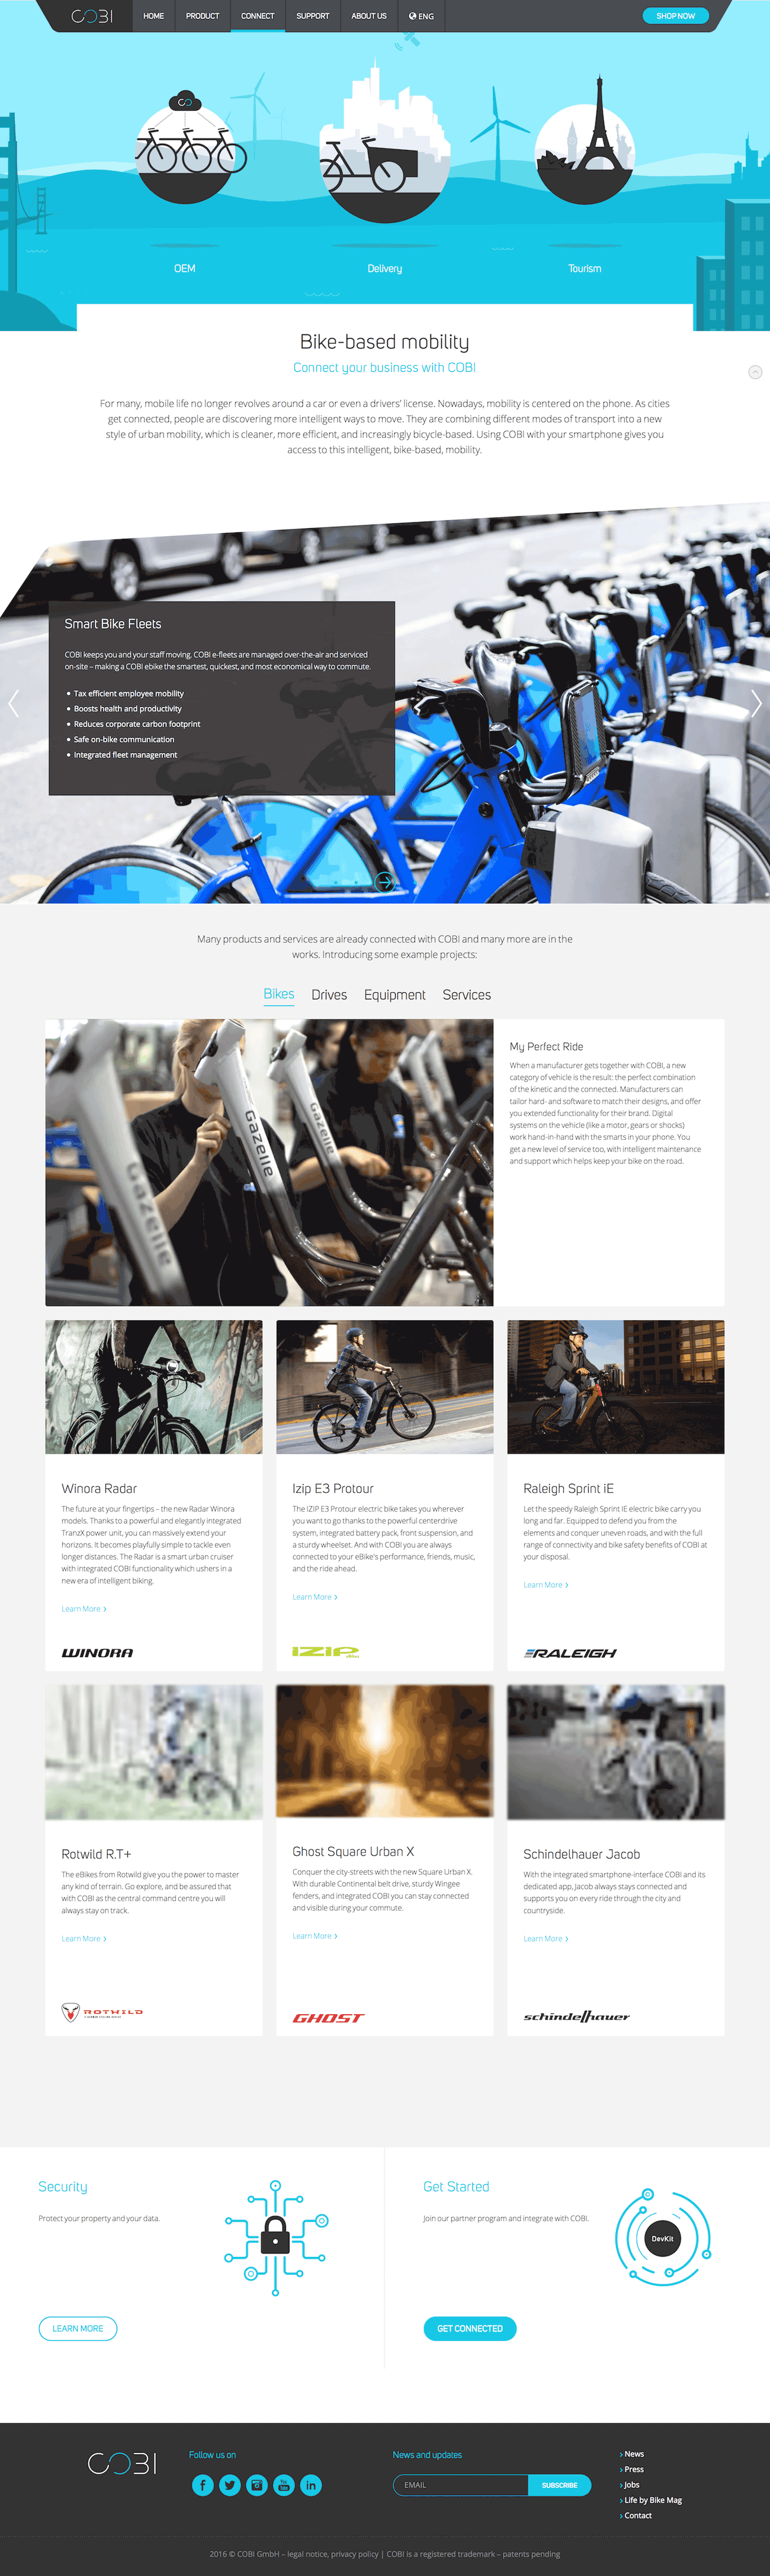 COBI
HOME PRODUCT CONNECT SUPPORT ABOUT US ENG SHOP NOW
OEM Delivery Tourism
Bike-based mobility
Connect your business with COBI
For many, mobile life no longer revolves around a car or even a drivers' license. Nowadays, mobility is centered on the phone. As cities
get connected, people are discovering more intelligent ways to move. They are combining different modes of transport into a new
style of urban mobility, which is cleaner, more efficient, and increasingly bicycle-based. Using COBI with your smartphone gives you
access to this intelligent, bike-based, mobility.
Smart Bike Fleets
COBI keeps you and your staff moving. COBI e-fleets are managed over-the-air and serviced
on-site – making a COBI ebike the smartest, quickest, and most economical way to commute.
• Tax efficient employee mobility
• Boosts health and productivity
• Reduces corporate carbon footprint
• Safe on-bike communication
• Integrated fleet management
Many products and services are already connected with COBI and many more are in the
works. Introducing some example projects:
Bikes Drives Equipment Services
Gazelle
Gazelle
Gazelle
My Perfect Ride
When a manufacturer gets together with COBI, a new
category of vehicle is the result: the perfect combination
of the kinetic and the connected. Manufacturers can
tailor hard- and software to match their designs, and offer
you extended functionality for their brand. Digital
systems on the vehicle (like a motor, gears or shocks)
work hand-in-hand with the smarts in your phone. You
get a new level of service too, with intelligent maintenance
and support which helps keep your bike on the road.
Winora Radar
The future at your fingertips – the new Radar Winora
models. Thanks to a powerful and elegantly integrated
TranzX power unit, you can massively extend your
horizons. It becomes playfully simple to tackle even
longer distances. The Radar is a smart urban cruiser
with integrated COBI functionality which ushers in a
new era of intelligent biking.
Learn More ›
WINORA
Izip E3 Protour
The IZIP E3 Protour electric bike takes you wherever
you want to go thanks to the powerful centerdrive
system, integrated battery pack, front suspension, and
a sturdy wheelset. And with COBI you are always
connected to your eBike's performance, friends, music,
and the ride ahead.
Learn More ›
IZIP
Raleigh Sprint iE
Let the speedy Raleigh Sprint IE electric bike carry you
long and far. Equipped to defend you from the
elements and conquer uneven roads, and with the full
range of connectivity and bike safety benefits of COBI at
your disposal.
Learn More ›
RALEIGH
Rotwild R.T+
The eBikes from Rotwild give you the power to master
any kind of terrain. Go explore, and be assured that
with COBI as the central command centre you will
always stay on track.
Learn More ›
ROTWILD
Ghost Square Urban X
Conquer the city-streets with the new Square Urban X.
With durable Continental belt drive, sturdy Wingee
fenders, and integrated COBI you can stay connected
and visible during your commute.
Learn More ›
GHOST
Schindelhauer Jacob
With the integrated smartphone-interface COBI and its
dedicated app, Jacob always stays connected and
supports you on every ride through the city and
countryside.
Learn More ›
schindelhauer
Security
Protect your property and your data.
LEARN MORE
Get Started
Join our partner program and integrate with COBI.
DevKit
GET CONNECTED
COBI
Follow us on
You Tube
News and updates
EMAIL SUBSCRIBE
› News
› Press
› Jobs
› Life by Bike Mag
› Contact
2016 © COBI GmbH – legal notice, privacy policy | COBI is a registered trademark – patents pending